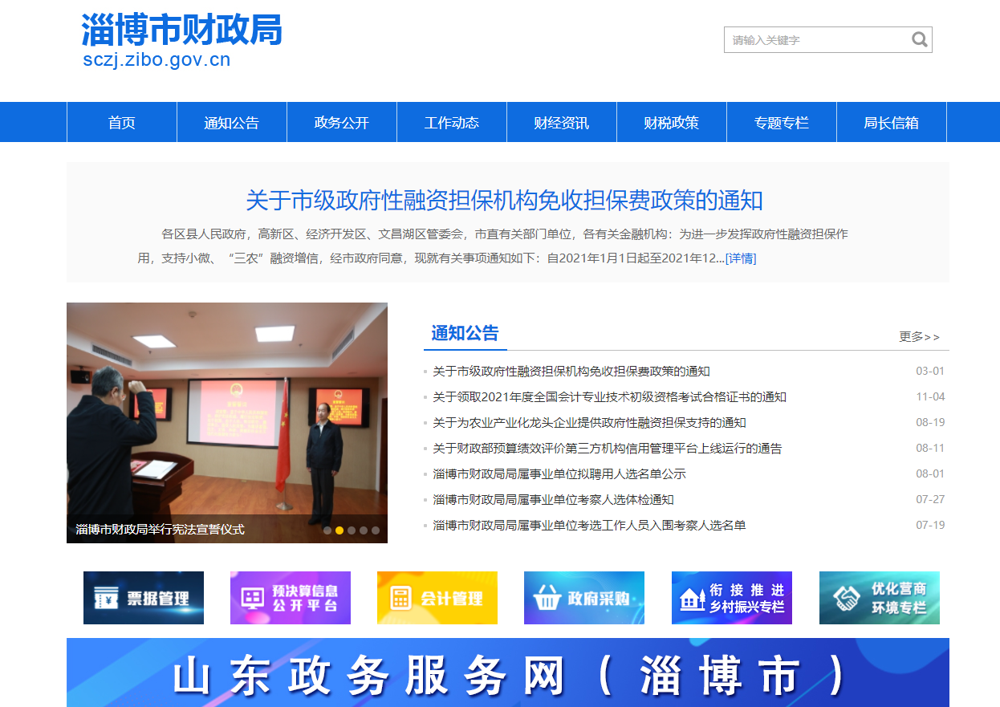 淄博市财政局
sczj.zibo.gov.cn
请输入关键字
首页 通知公告 政务公开 工作动态 财经资讯 财税政策 专题专栏 局长信箱
关于市级政府性融资担保机构免收担保费政策的通知
各区县人民政府，高新区、经济开发区、文昌湖区管委会，市直有关部门单位，各有关金融机构：为进一步发挥政府性融资担保作
用，支持小微、“三农”融资增信，经市政府同意，现就有关事项通知如下：自2021年1月1日起至2021年12...[详情]
淄博市财政局举行宪法宣誓仪式
通知公告 更多>>
关于市级政府性融资担保机构免收担保费政策的通知 03-01
关于领取2021年度全国会计专业技术初级资格考试合格证书的通知 11-04
关于为农业产业化龙头企业提供政府性融资担保支持的通知 08-19
关于财政部预算绩效评价第三方机构信用管理平台上线运行的通告 08-11
淄博市财政局局属事业单位拟聘用人选名单公示 08-01
淄博市财政局局属事业单位考察人选体检通知 07-27
淄博市财政局局属事业单位考选工作人员入围考察人选名单 07-19
票据管理
预决算信息
公开平台
会计管理
政府采购
衔接推进
乡村振兴专栏
优化营商
环境专栏
山东政务服务网（淄博市）